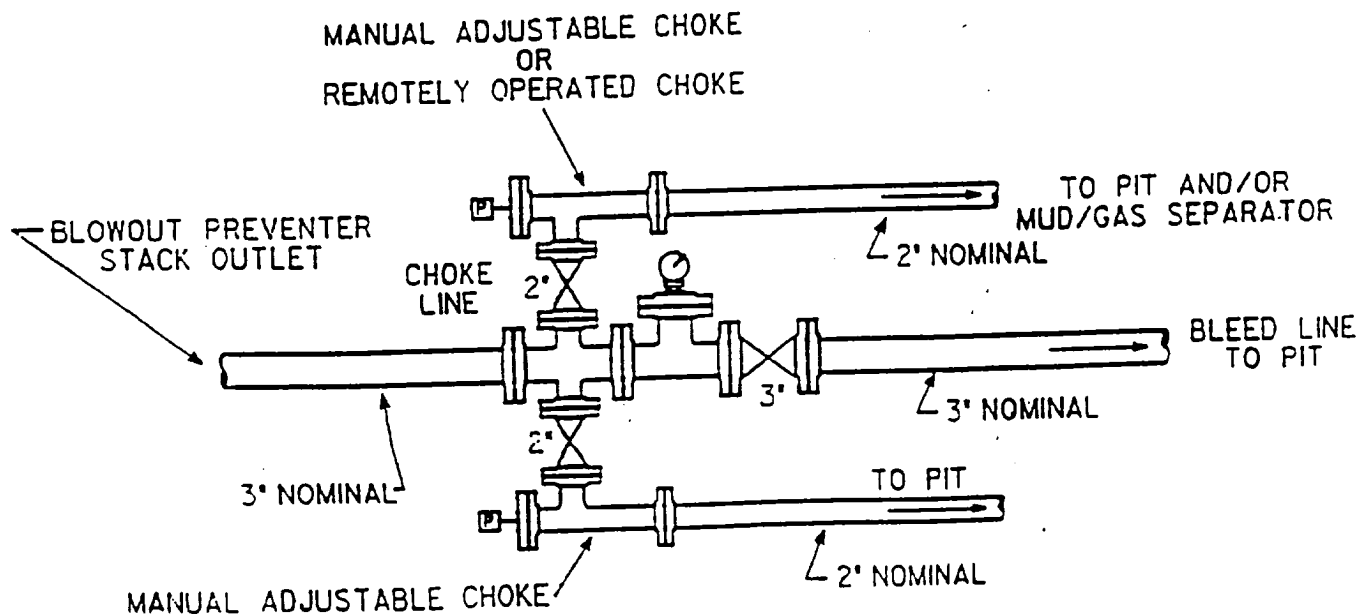 MANUAL ADJUSTABLE CHOKE
OR
REMOTELY OPERATED CHOKE
P
TO PIT AND/OR
MUD/GAS SEPARATOR
2" NOMINAL
BLOWOUT PREVENTER
STACK OUTLET
CHOKE
LINE
2"
BLEED LINE
TO PIT
3"
3" NOMINAL
2"
3" NOMINAL
TO PIT
P
2" NOMINAL
MANUAL ADJUSTABLE CHOKE